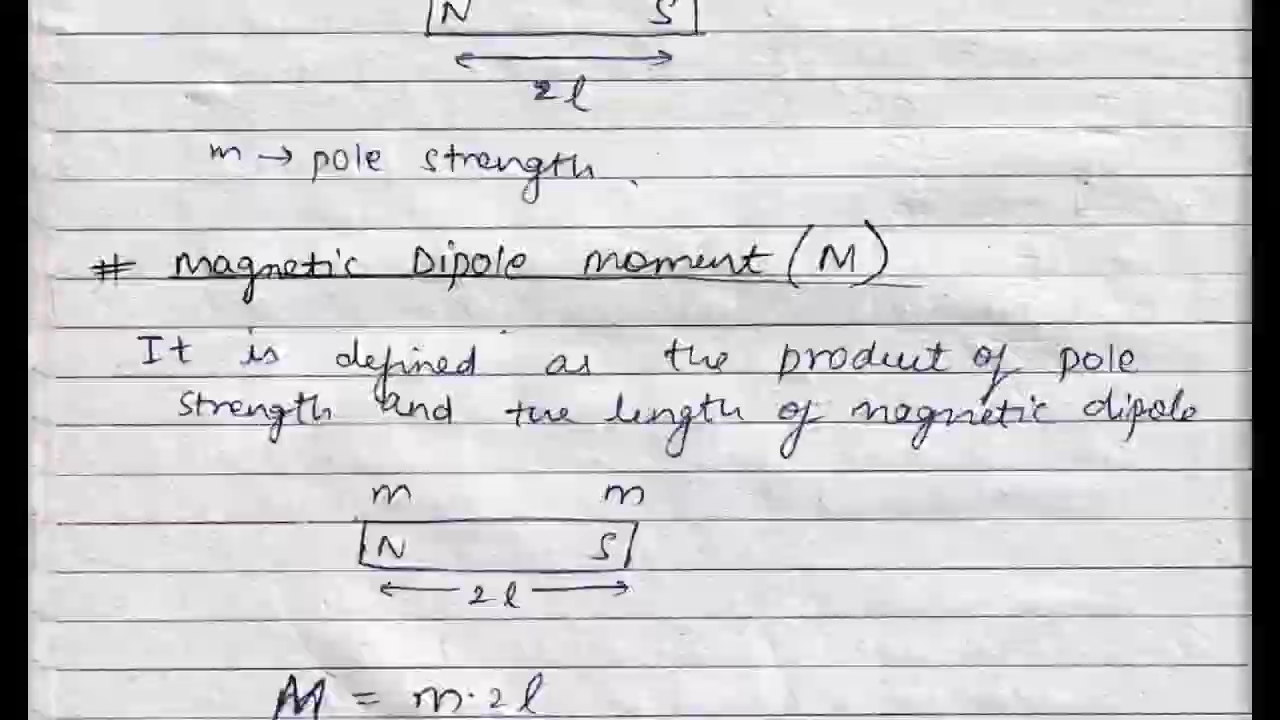 N S
2l
m → pole strength
# Magnetic Dipole moment (M)
It is defined as the product of pole
strength and the length of magnetic dipole
m m
N S
2l
M = m·2l